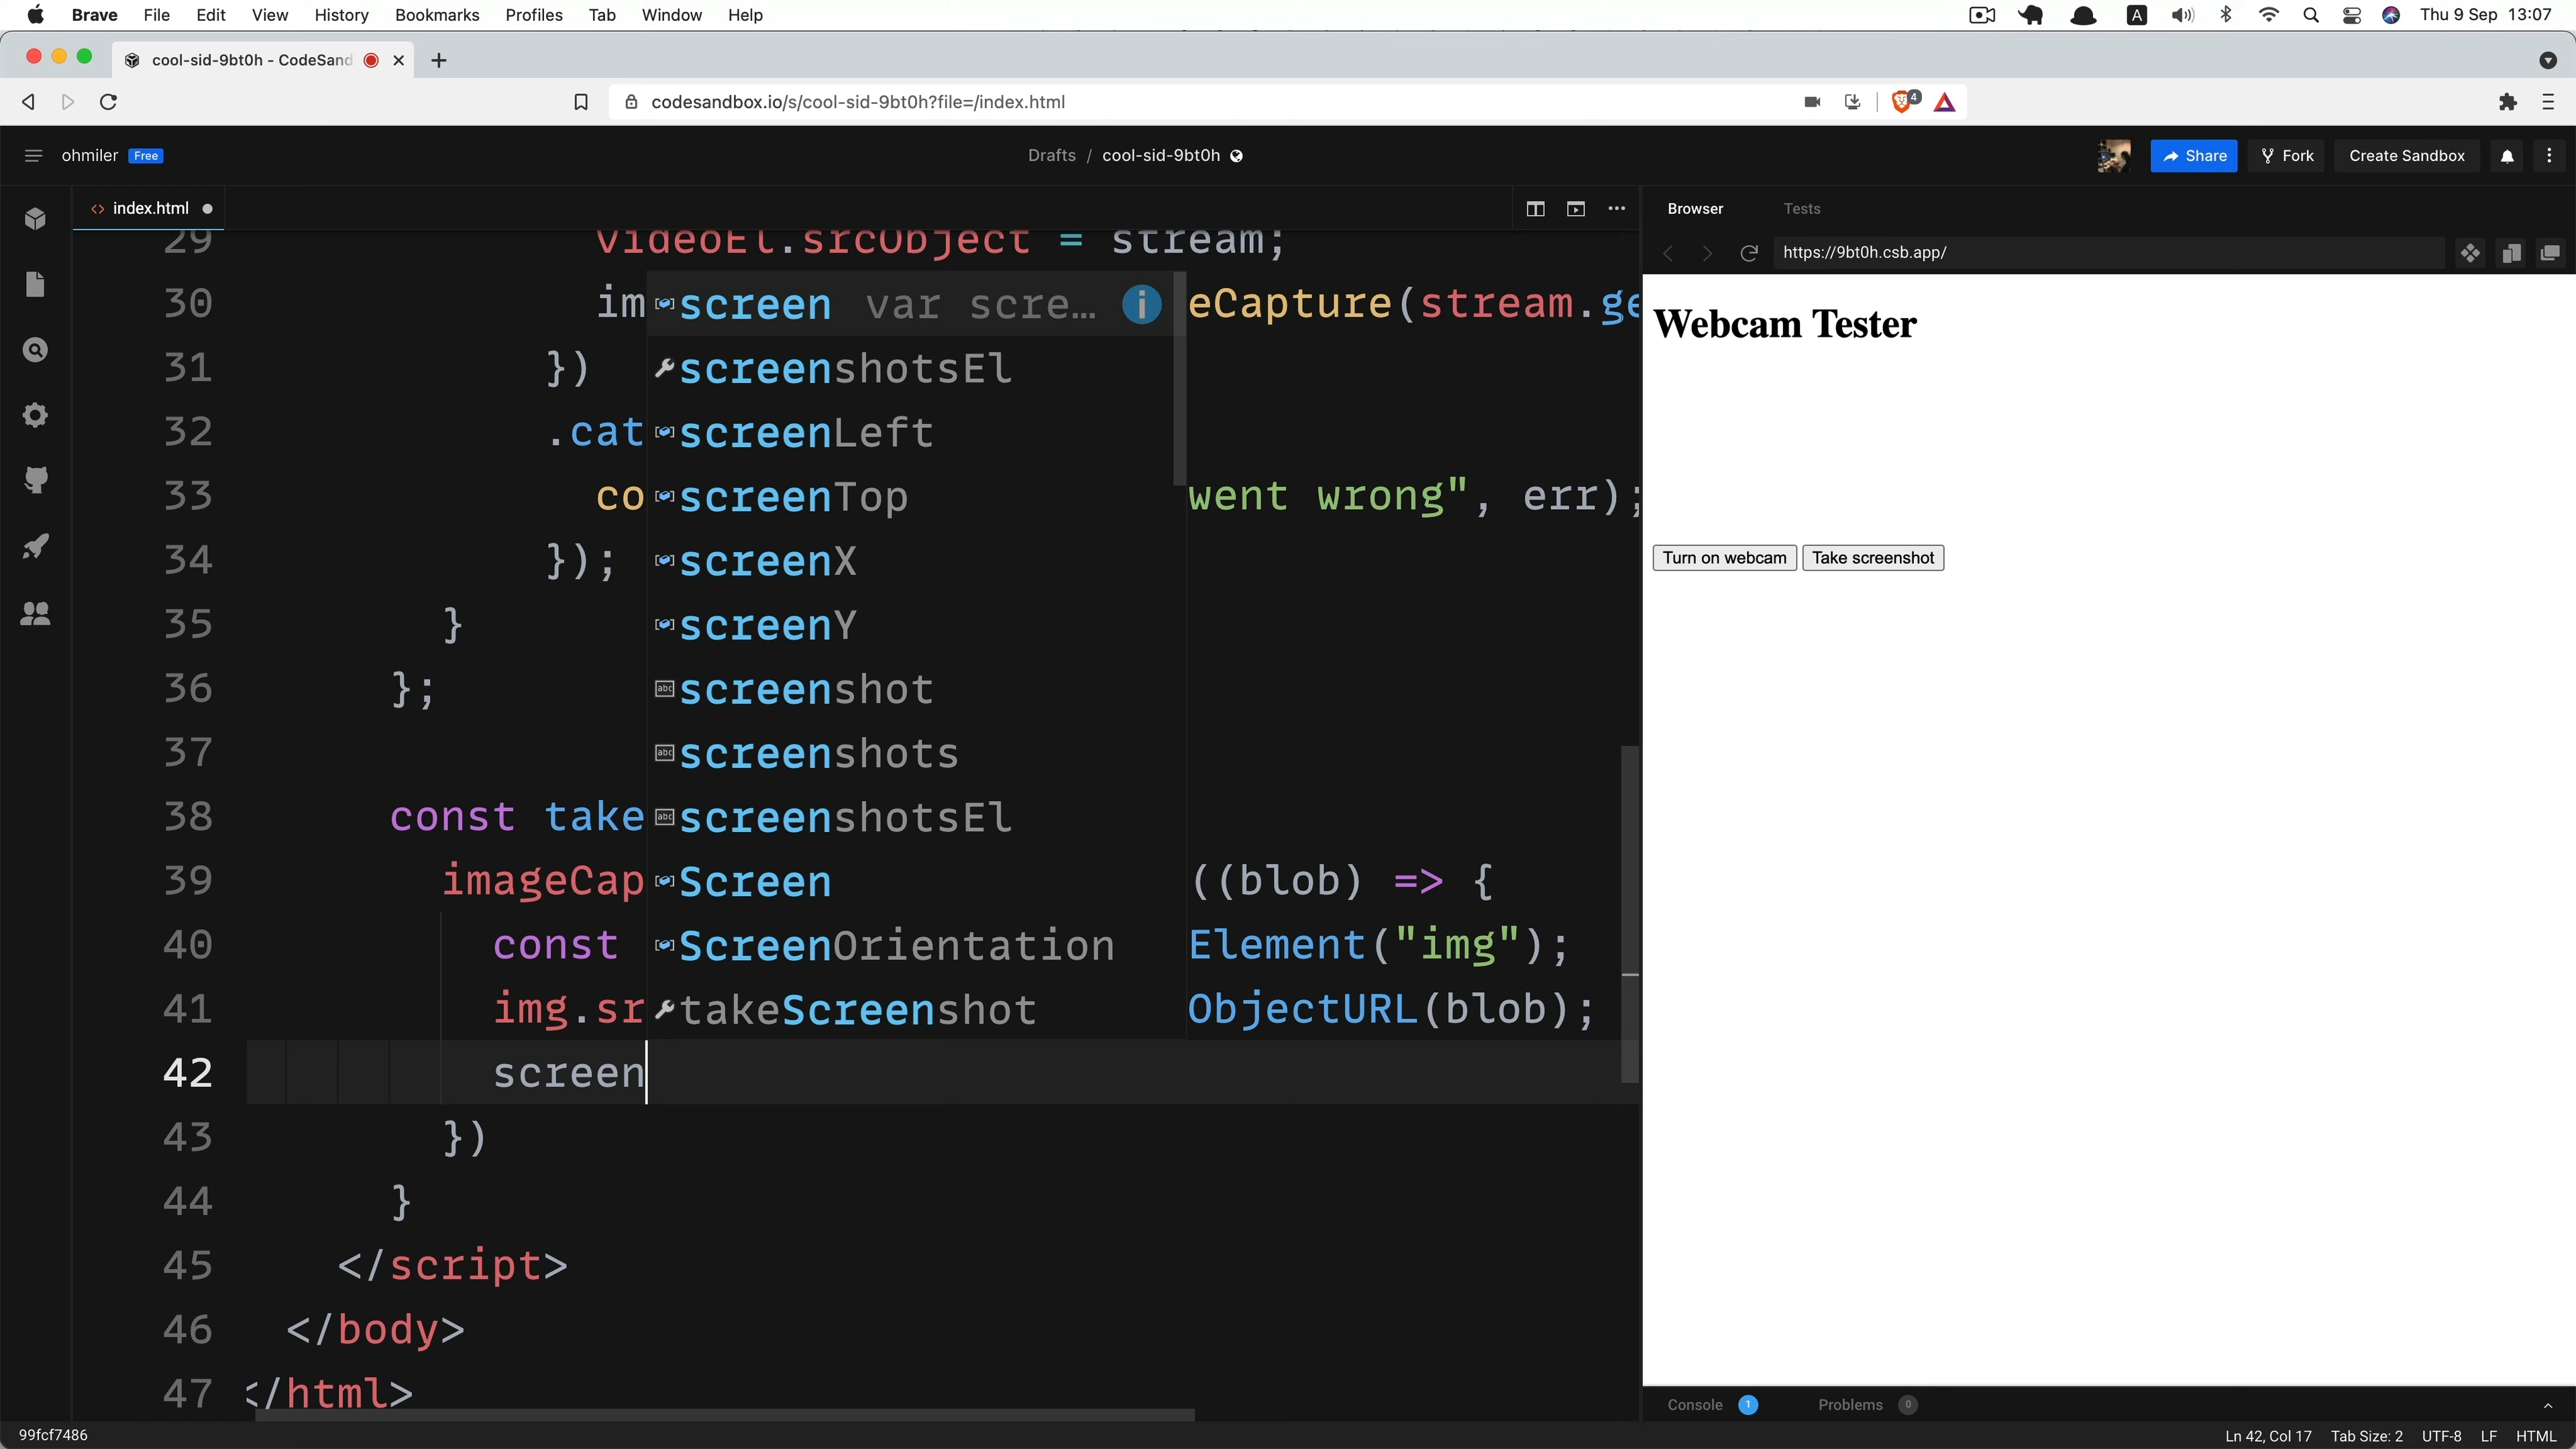 Brave File Edit View History Bookmarks Profiles Tab Window Help A Thu 9 Sep 13:07
cool-sid-9bt0h - CodeSand
codesandbox.io/s/cool-sid-9bt0h?file=/index.html 4
ohmiler Free Drafts / cool-sid-9bt0h Share Fork Create Sandbox
<> index.html
Browser Tests
https://9bt0h.csb.app/
29 videoEl.srcObject = stream;
30 im eCapture(stream.ge
31 })
32 .cat
33 co went wrong", err);
34 });
35 }
36 };
37
38 const take
39 imageCap ((blob) => {
40 const Element("img");
41 img.sr ObjectURL(blob);
42 screen
43 })
44 }
45 </script>
46 </body>
47 </html>
screen var scre...
screenshotsEl
screenLeft
screenTop
screenX
screenY
abc screenshot
abc screenshots
abc screenshotsEl
Screen
ScreenOrientation
takeScreenshot
Webcam Tester
Turn on webcam Take screenshot
Console 1 Problems 0
99fcf7486 Ln 42, Col 17 Tab Size: 2 UTF-8 LF HTML